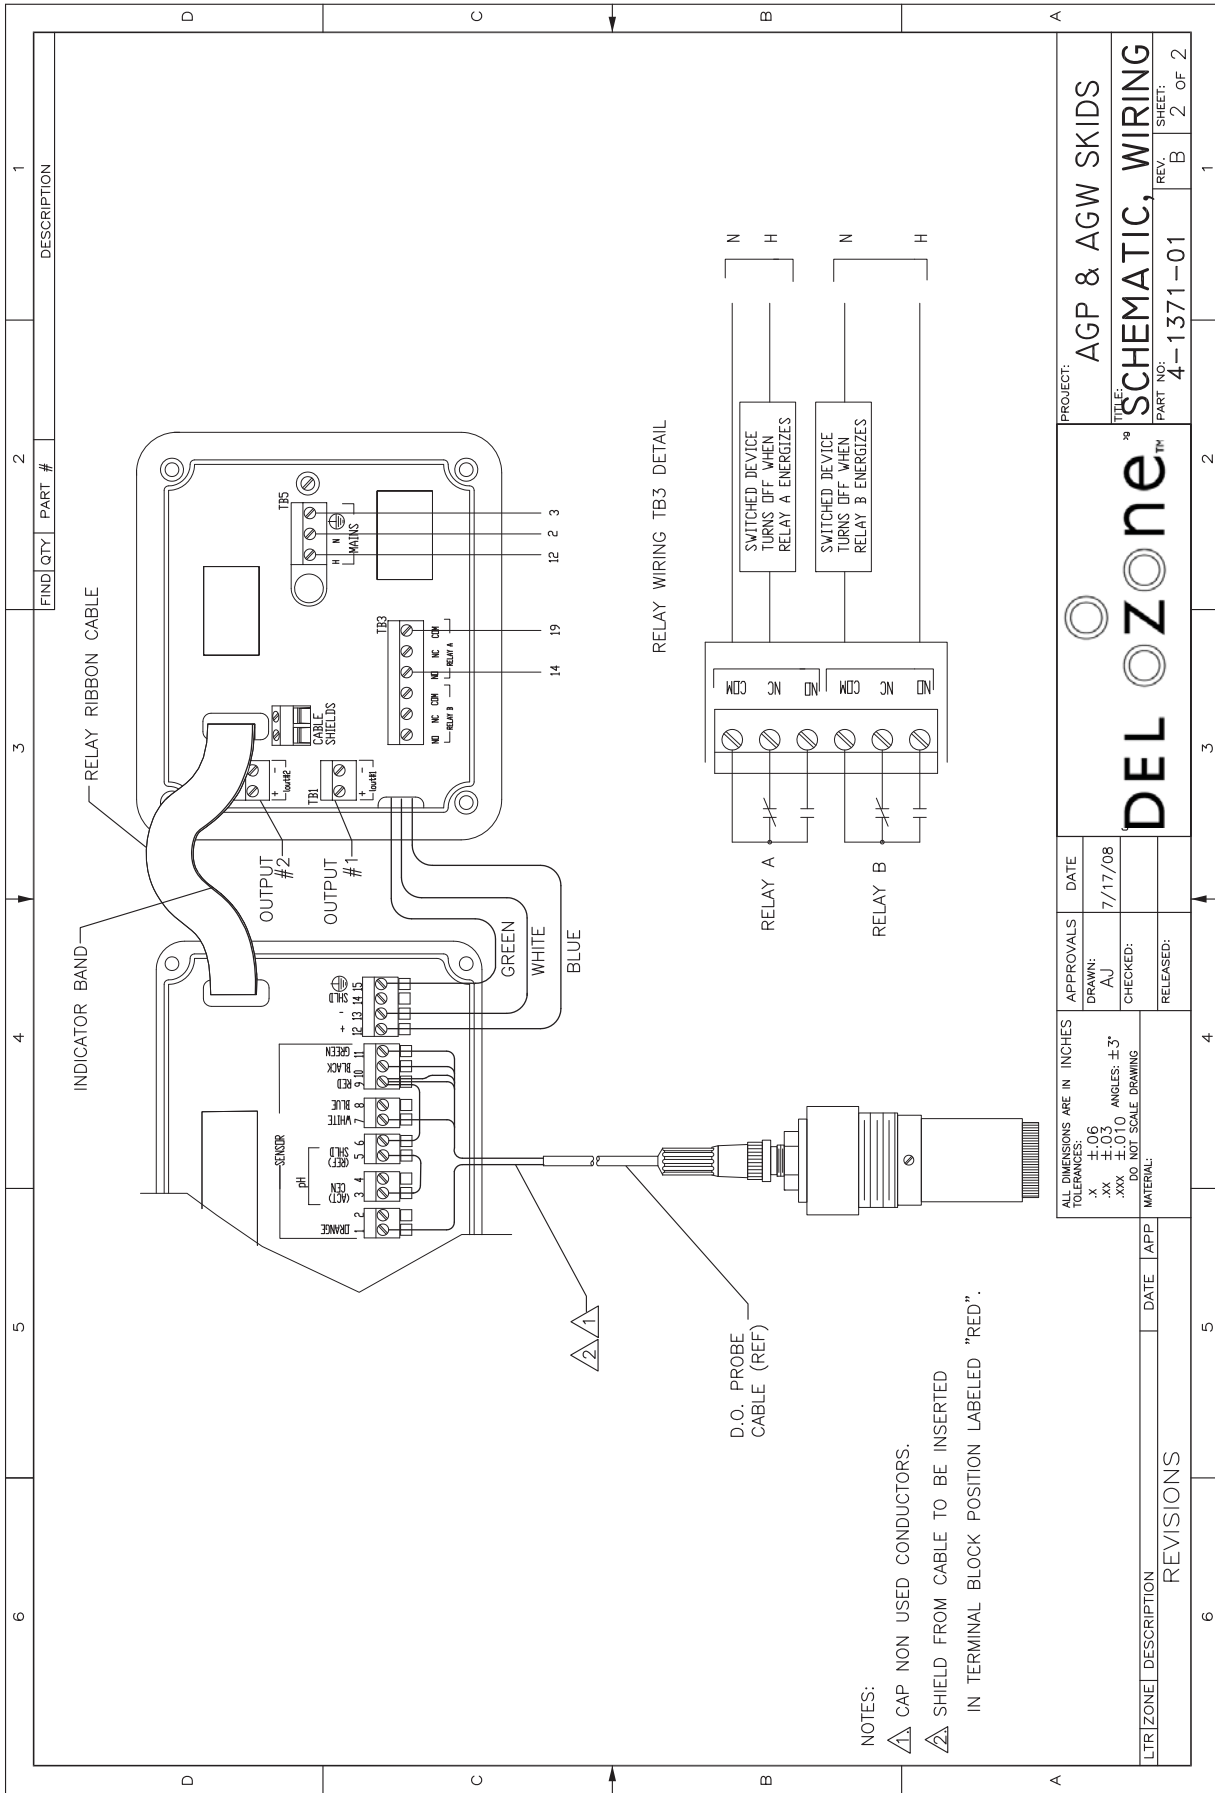 6
5
4
3
2
1
D
C
B
A
FIND
QTY
PART #
DESCRIPTION
INDICATOR BAND
RELAY RIBBON CABLE
OUTPUT
#2
OUTPUT
#1
+ -
Iout#2
TB1
+ -
Iout#1
CABLE
SHIELDS
TB5
H N
MAINS
12
2
3
TB3
NO NC COM NO NC COM
RELAY B
RELAY A
14
19
SENSOR
pH
ORANGE
(ACT)
CEN
(REF)
SHLD
WHITE
BLUE
RED
BLACK
GREEN
+
-
SHLD
1 2 3 4 5 6 7 8 9 10 11 12 13 14 15
GREEN
WHITE
BLUE
2
1
D.O. PROBE
CABLE (REF)
RELAY WIRING TB3 DETAIL
RELAY A
RELAY B
COM
NC
NO
COM
NC
NO
SWITCHED DEVICE
TURNS OFF WHEN
RELAY A ENERGIZES
SWITCHED DEVICE
TURNS OFF WHEN
RELAY B ENERGIZES
N
H
N
H
NOTES:
1. CAP NON USED CONDUCTORS.
2. SHIELD FROM CABLE TO BE INSERTED
IN TERMINAL BLOCK POSITION LABELED "RED".
LTR
ZONE
DESCRIPTION
DATE
APP
REVISIONS
ALL DIMENSIONS ARE IN INCHES
TOLERANCES:
.X ±.06
.XX ±.03
.XXX ±.010 ANGLES: ±3°
DO NOT SCALE DRAWING
MATERIAL:
APPROVALS
DATE
DRAWN:
AJ
7/17/08
CHECKED:
RELEASED:
DEL OZone™
PROJECT:
AGP & AGW SKIDS
TITLE:
SCHEMATIC, WIRING
PART NO:
4-1371-01
REV.
B
SHEET:
2 OF 2
6
5
4
3
2
1
D
C
B
A